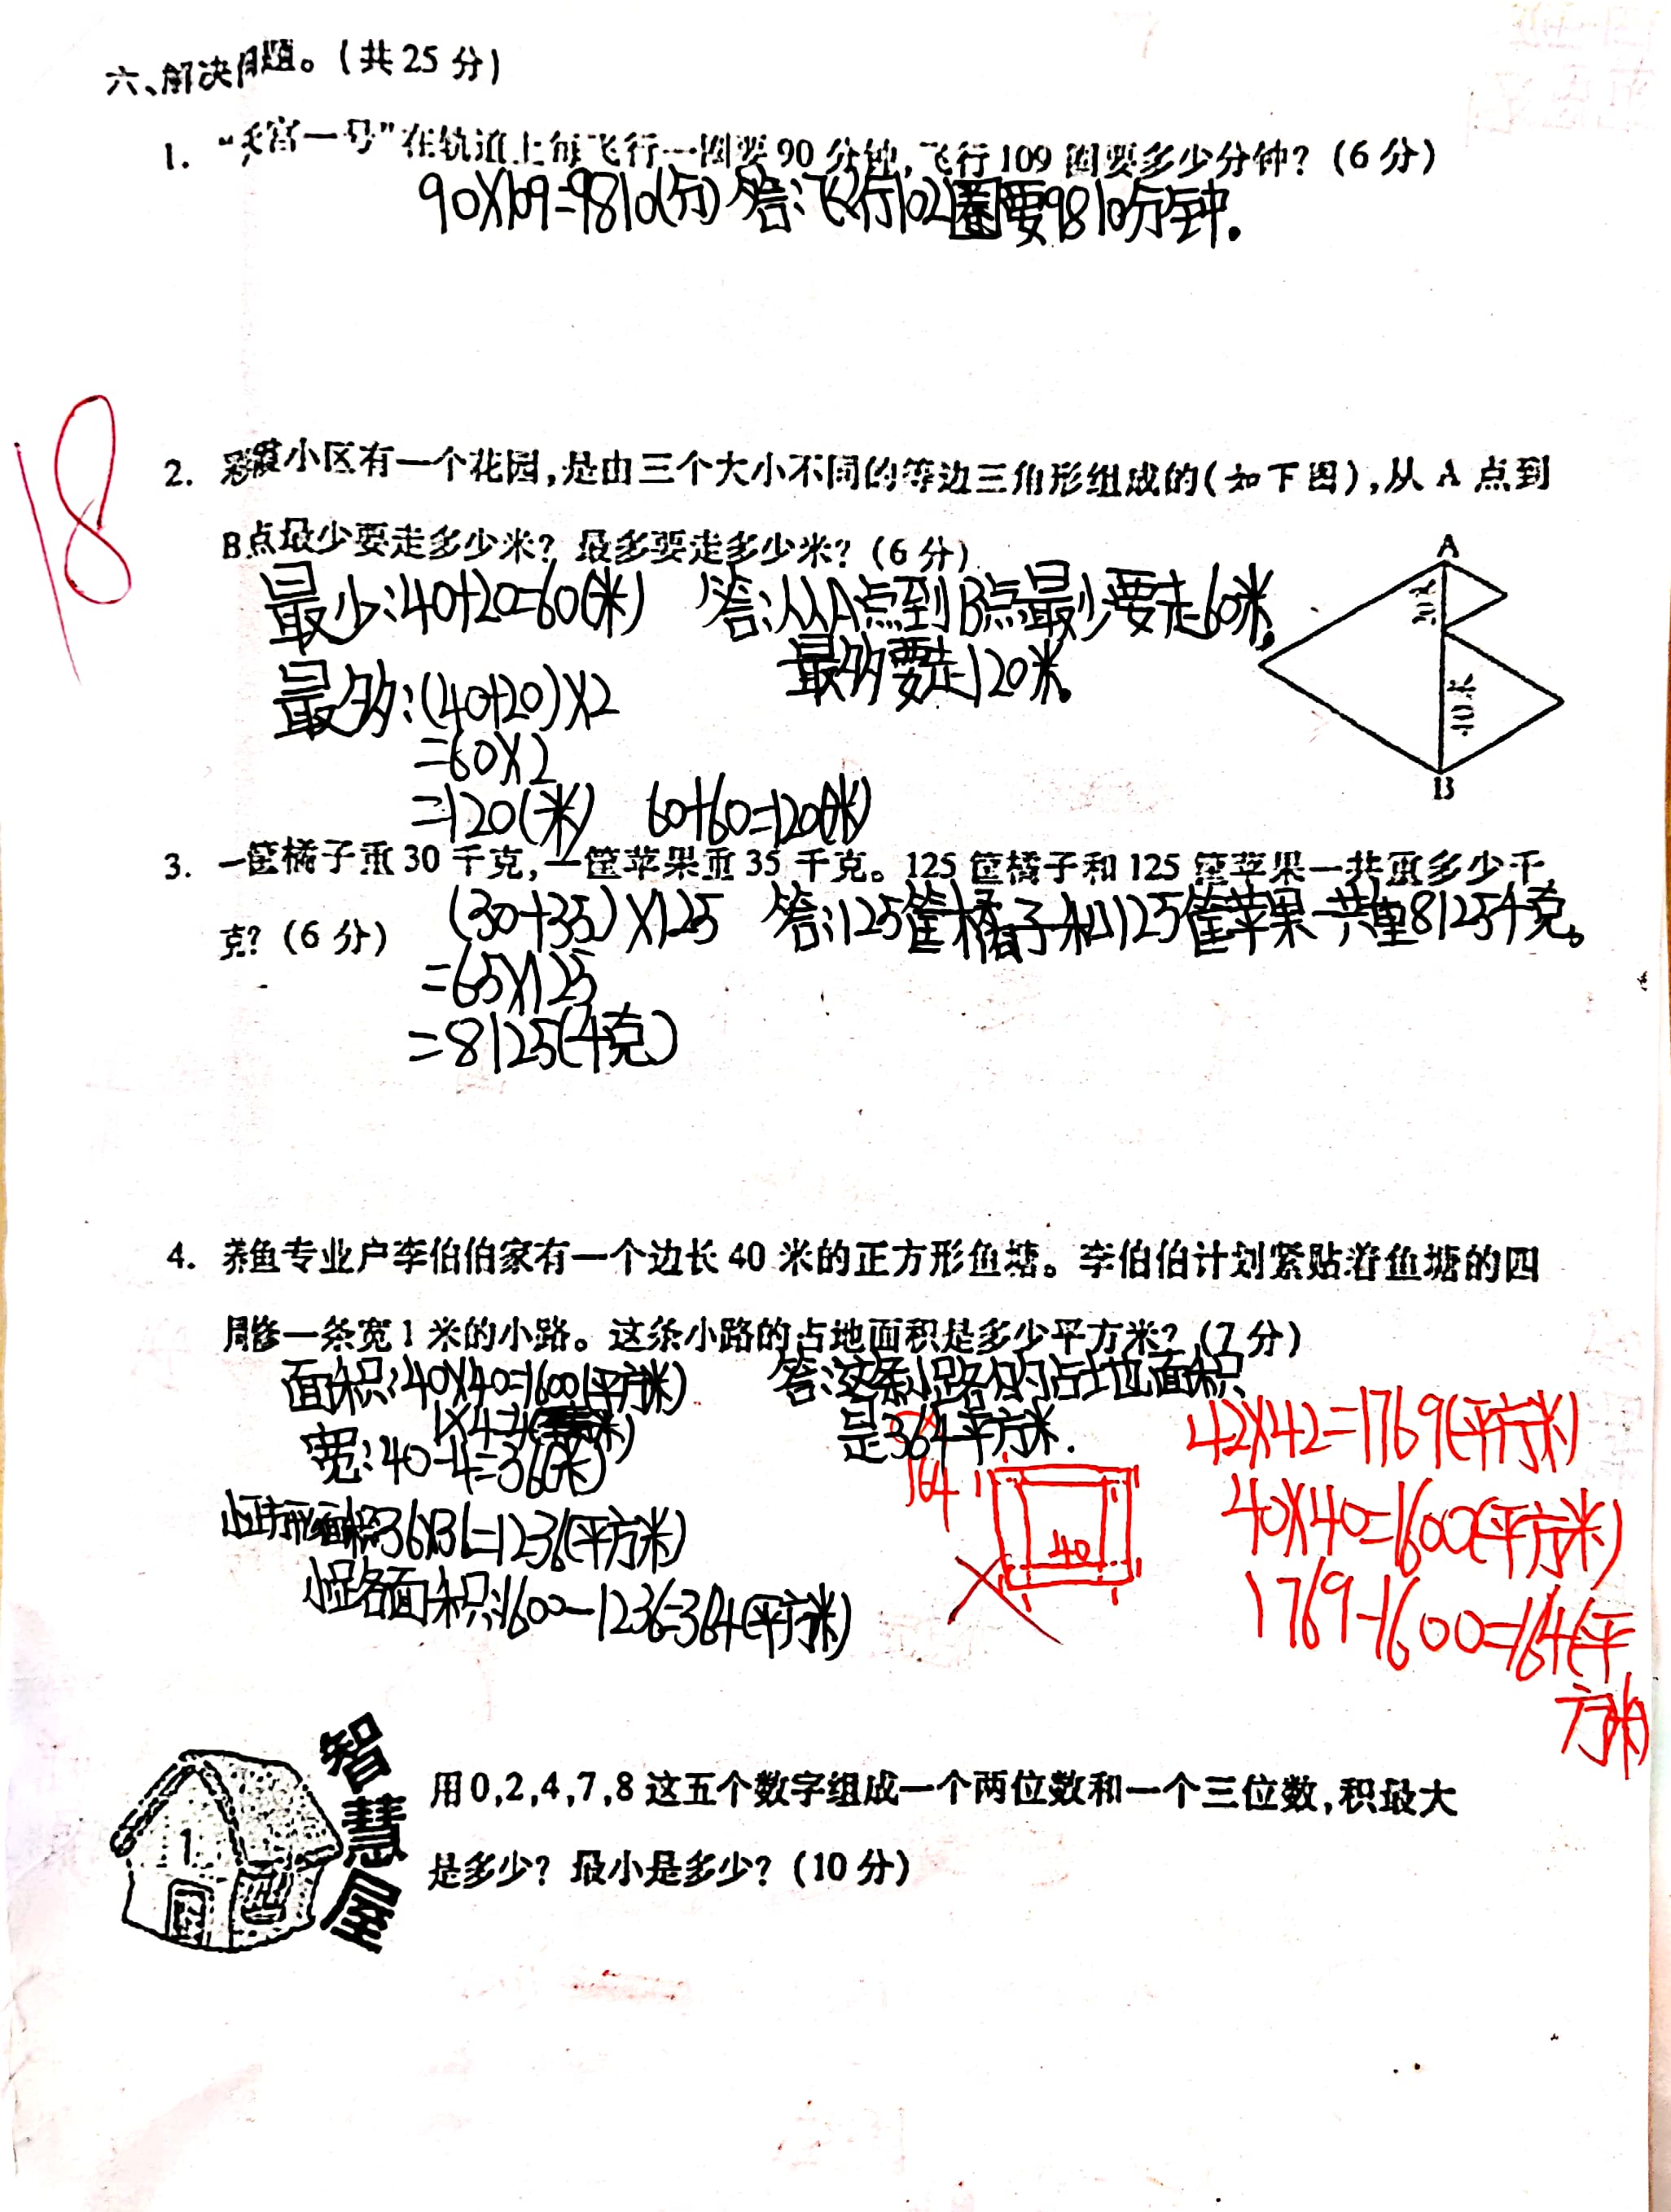 六、解决问题。(共25分)
1. “天宫一号”在轨道上每飞行一圈要90分钟,飞行109圈要多少分钟?(6分)
90×109=9810(分) 答:飞行102圈要9810分钟.
18
2. 小区有一个花园,是由三个大小不同的等边三角形组成的(如下图),从A点到
B点最少要走多少米?最多要走多少米?(6分)
最少:40+20=60(米) 答:从A点到B点最少要走60米,
最多要走120米。
最多:(40+20)×2
=60×2
=120(米) 60+60=120(米)
A
B
3. 一筐橘子重30千克,一筐苹果重35千克。125筐橘子和125筐苹果一共重多少千
克?(6分)
(30+35)×125 答:125筐橘子和125筐苹果一共重8125千克。
=65×125
=8125(千克)
4. 养鱼专业户李伯伯家有一个边长40米的正方形鱼塘。李伯伯计划紧贴着鱼塘的四
周修一条宽1米的小路。这条小路的占地面积是多少平方米?(7分)
面积:40×40=1600(平方米) 答:这条小路的占地面积
是364平方米.
1×4=4(米)
宽:40-4=36(米)
小正方形面积:36×36=1236(平方米)
小路面积:1600-1236=364(平方米)
164
40
42×42=1769(平方米)
40×40=1600(平方米)
1769-1600=164(平
方米)
智慧屋
用0,2,4,7,8这五个数字组成一个两位数和一个三位数,积最大
是多少?最小是多少?(10分)